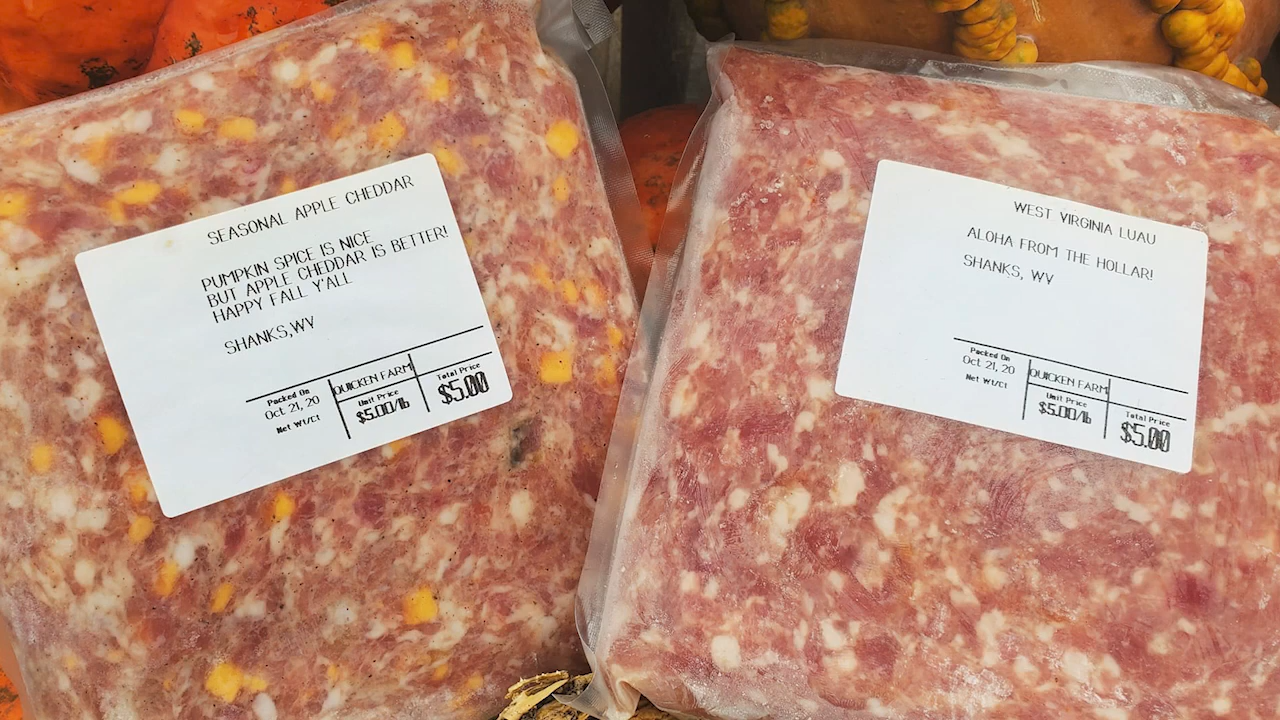 SEASONAL APPLE CHEDDAR
PUMPKIN SPICE IS NICE
BUT APPLE CHEDDAR IS BETTER!
HAPPY FALL Y'ALL
SHANKS,WV
Packed On
Oct 21, 20
Net Wt/Ct
QUICKEN FARM
Unit Price
$5.00/lb
Total Price
$5.00
WEST VIRGINIA LUAU
ALOHA FROM THE HOLLAR!
SHANKS, WV
Packed On
Oct 21, 20
Net Wt/Ct
QUICKEN FARM
Unit Price
$5.00/lb
Total Price
$5.00